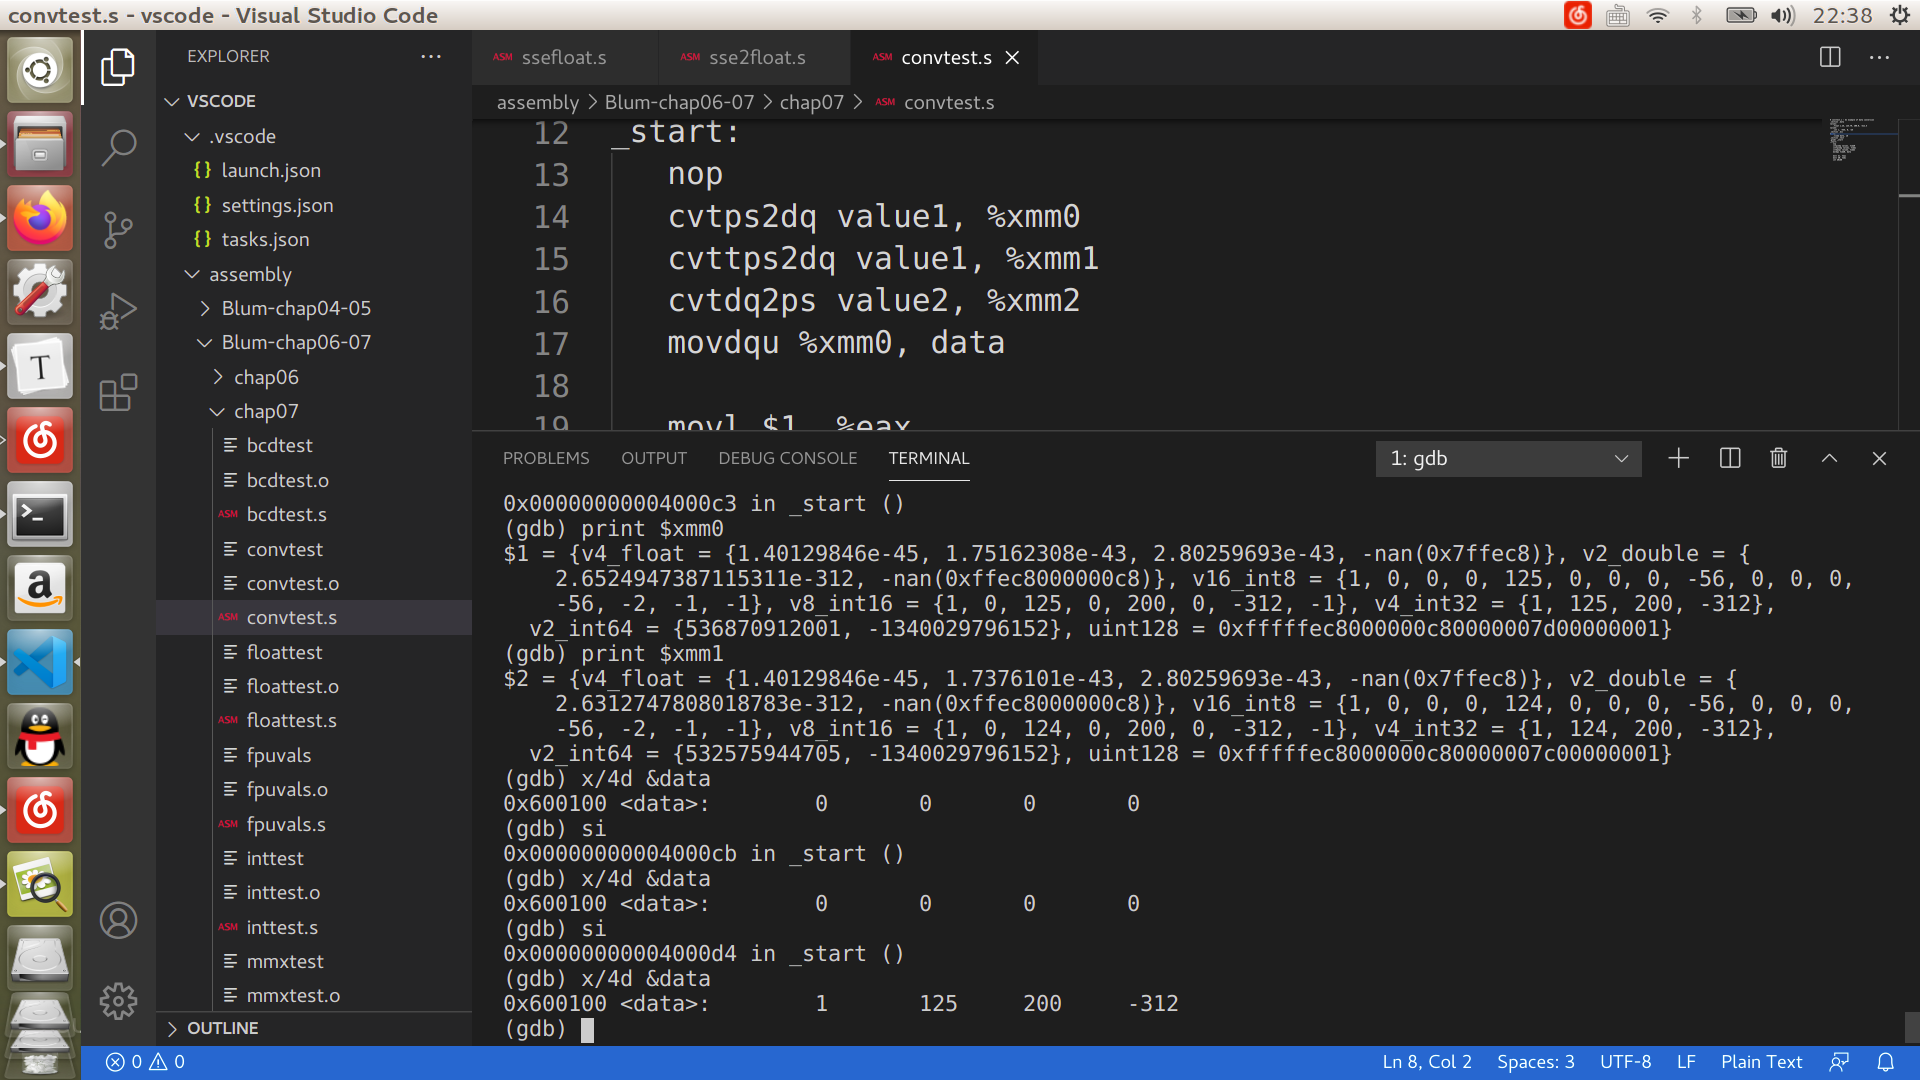 convtest.s - vscode - Visual Studio Code
22:38
EXPLORER
VSCODE
.vscode
launch.json
settings.json
tasks.json
assembly
Blum-chap04-05
Blum-chap06-07
chap06
chap07
bcdtest
bcdtest.o
ASM bcdtest.s
convtest
convtest.o
ASM convtest.s
floattest
floattest.o
ASM floattest.s
fpuvals
fpuvals.o
ASM fpuvals.s
inttest
inttest.o
ASM inttest.s
mmxtest
mmxtest.o
OUTLINE
ASM ssefloat.s
ASM sse2float.s
ASM convtest.s
assembly > Blum-chap06-07 > chap07 > ASM convtest.s
12 _start:
13 nop
14 cvtps2dq value1, %xmm0
15 cvttps2dq value1, %xmm1
16 cvtdq2ps value2, %xmm2
17 movdqu %xmm0, data
18
19 movl $1, %eax
PROBLEMS OUTPUT DEBUG CONSOLE TERMINAL
1: gdb
0x00000000004000c3 in _start ()
(gdb) print $xmm0
$1 = {v4_float = {1.40129846e-45, 1.75162308e-43, 2.80259693e-43, -nan(0x7ffec8)}, v2_double = {
2.6524947387115311e-312, -nan(0xffec8000000c8)}, v16_int8 = {1, 0, 0, 0, 125, 0, 0, 0, -56, 0, 0, 0,
-56, -2, -1, -1}, v8_int16 = {1, 0, 125, 0, 200, 0, -312, -1}, v4_int32 = {1, 125, 200, -312},
v2_int64 = {536870912001, -1340029796152}, uint128 = 0xfffffec8000000c80000007d00000001}
(gdb) print $xmm1
$2 = {v4_float = {1.40129846e-45, 1.7376101e-43, 2.80259693e-43, -nan(0x7ffec8)}, v2_double = {
2.6312747808018783e-312, -nan(0xffec8000000c8)}, v16_int8 = {1, 0, 0, 0, 124, 0, 0, 0, -56, 0, 0, 0,
-56, -2, -1, -1}, v8_int16 = {1, 0, 124, 0, 200, 0, -312, -1}, v4_int32 = {1, 124, 200, -312},
v2_int64 = {532575944705, -1340029796152}, uint128 = 0xfffffec8000000c80000007c00000001}
(gdb) x/4d &data
0x600100 <data>: 0 0 0 0
(gdb) si
0x00000000004000cb in _start ()
(gdb) x/4d &data
0x600100 <data>: 0 0 0 0
(gdb) si
0x00000000004000d4 in _start ()
(gdb) x/4d &data
0x600100 <data>: 1 125 200 -312
(gdb)
0 0
Ln 8, Col 2 Spaces: 3 UTF-8 LF Plain Text